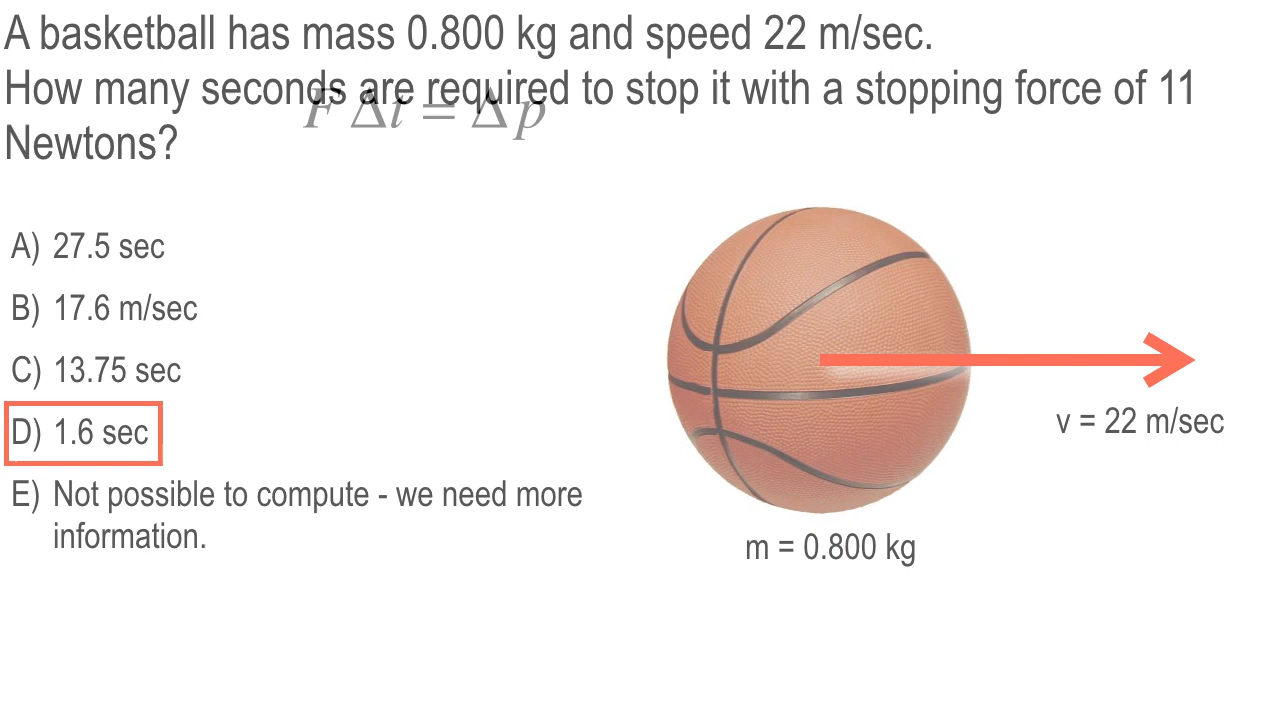 A basketball has mass 0.800 kg and speed 22 m/sec.
How many seconds are required to stop it with a stopping force of 11
Newtons?
F Δt = Δp
A) 27.5 sec
B) 17.6 m/sec
C) 13.75 sec
D) 1.6 sec
E) Not possible to compute - we need more
information.
v = 22 m/sec
m = 0.800 kg